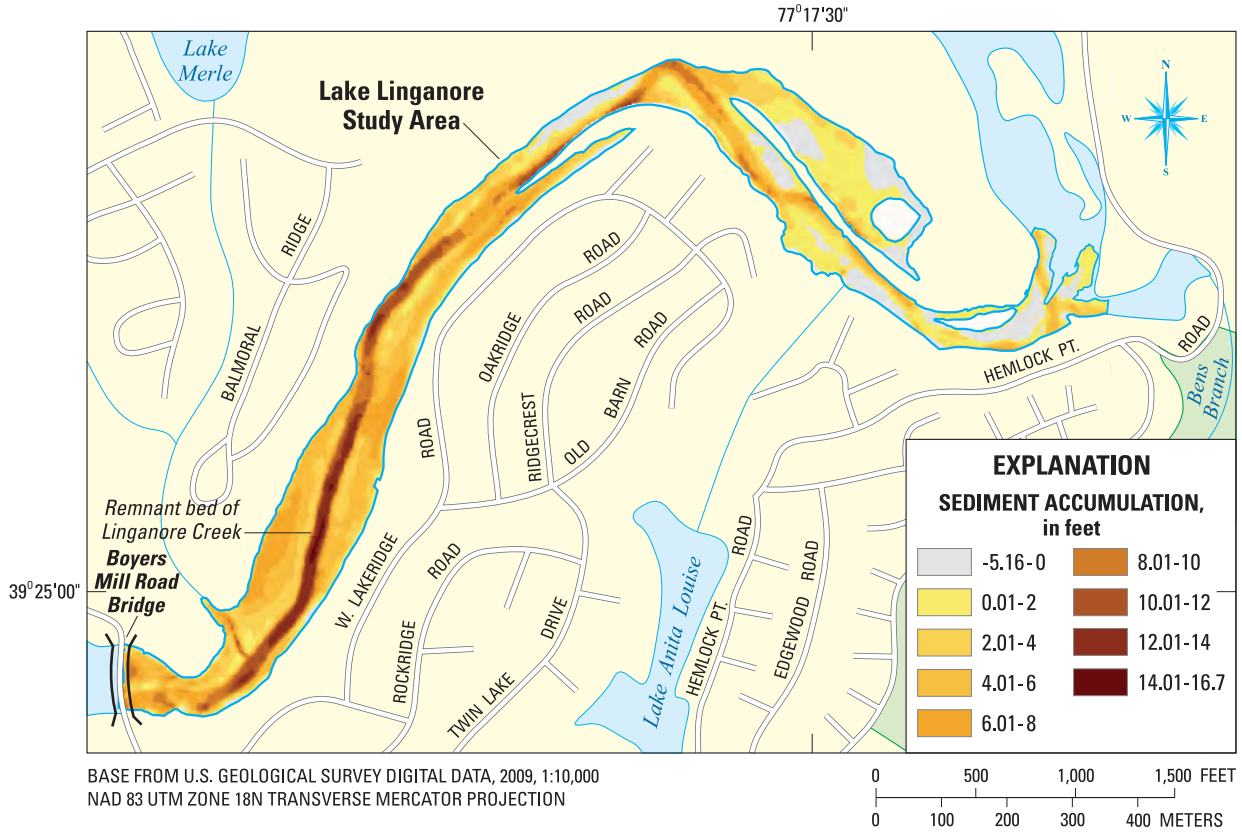 77°17'30"
Lake
Merle
Lake Linganore
Study Area
N
W
E
S
RIDGE
BALMORAL
ROAD
OAKRIDGE
ROAD
RIDGECREST
ROAD
OLD
BARN
ROAD
HEMLOCK PT.
ROAD
Bens
Branch
Remnant bed of
Linganore Creek
Boyers
Mill Road
Bridge
39°25'00"
W. LAKERIDGE
ROAD
ROCKRIDGE
ROAD
TWIN LAKE
DRIVE
Lake Anita Louise
HEMLOCK PT.
ROAD
EDGEWOOD
ROAD
EXPLANATION
SEDIMENT ACCUMULATION,
in feet
-5.16-0
0.01-2
2.01-4
4.01-6
6.01-8
8.01-10
10.01-12
12.01-14
14.01-16.7
BASE FROM U.S. GEOLOGICAL SURVEY DIGITAL DATA, 2009, 1:10,000
NAD 83 UTM ZONE 18N TRANSVERSE MERCATOR PROJECTION
0 500 1,000 1,500 FEET
0 100 200 300 400 METERS